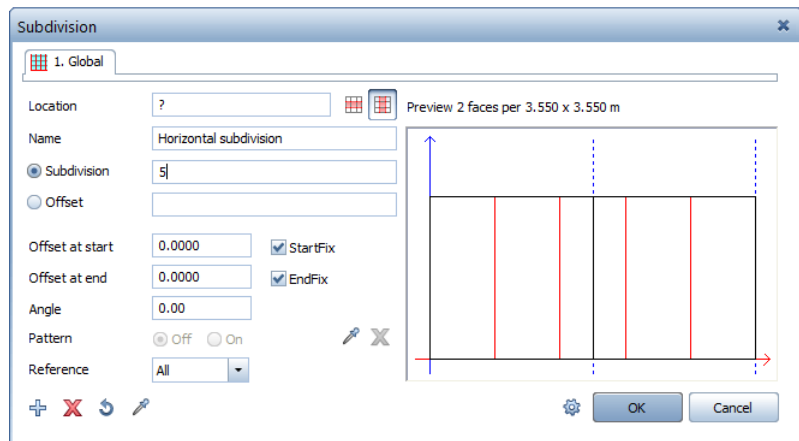 Subdivision
1. Global
Location ? Preview 2 faces per 3.550 x 3.550 m
Name Horizontal subdivision
Subdivision 5
Offset
Offset at start 0.0000 StartFix
Offset at end 0.0000 EndFix
Angle 0.00
Pattern Off On
Reference All
OK Cancel